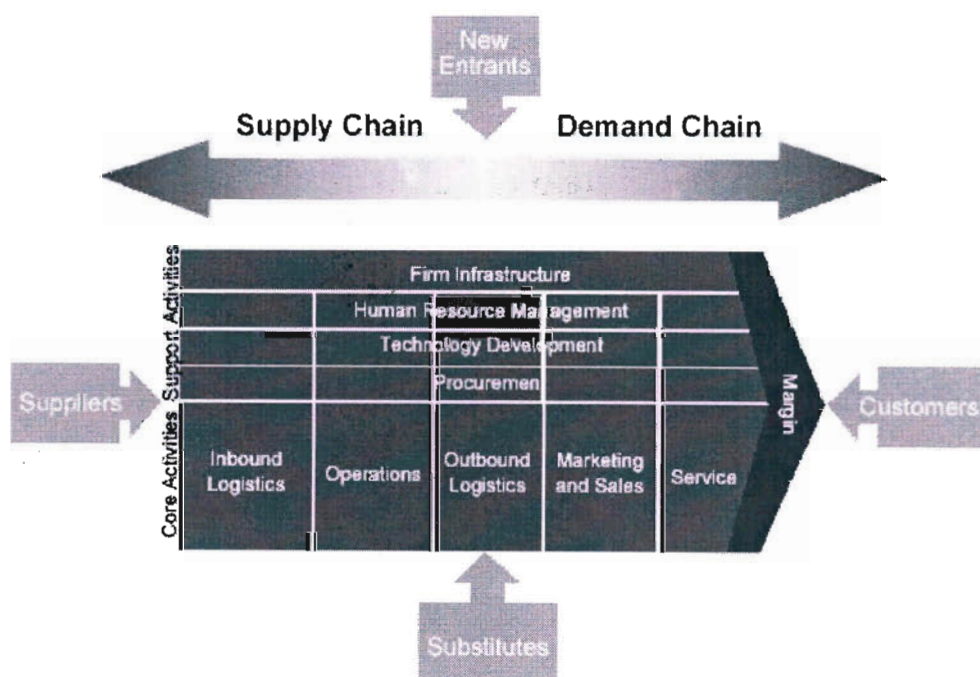 New
Entrants
Supply Chain
Demand Chain
Support Activities
Firm Infrastructure
Human Resource Management
Technology Development
Procuremen
Suppliers
Margin
Customers
Core Activities
Inbound
Logistics
Operations
Outbound
Logistics
Marketing
and Sales
Service
Substitutes